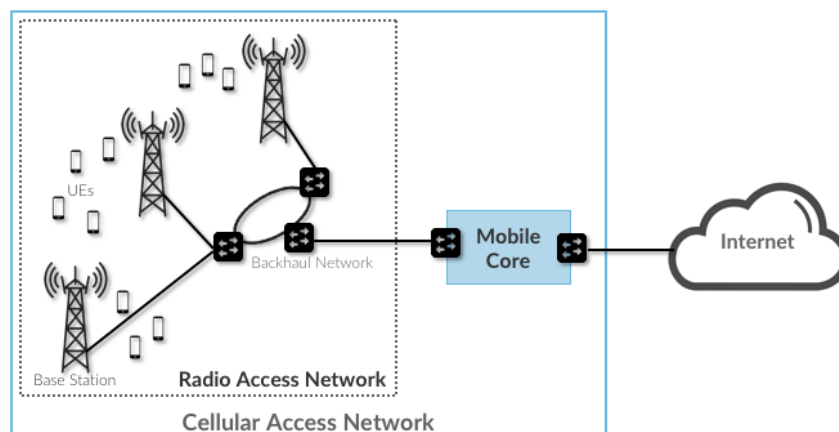 UEs
Backhaul Network
Base Station
Radio Access Network
Mobile
Core
Internet
Cellular Access Network